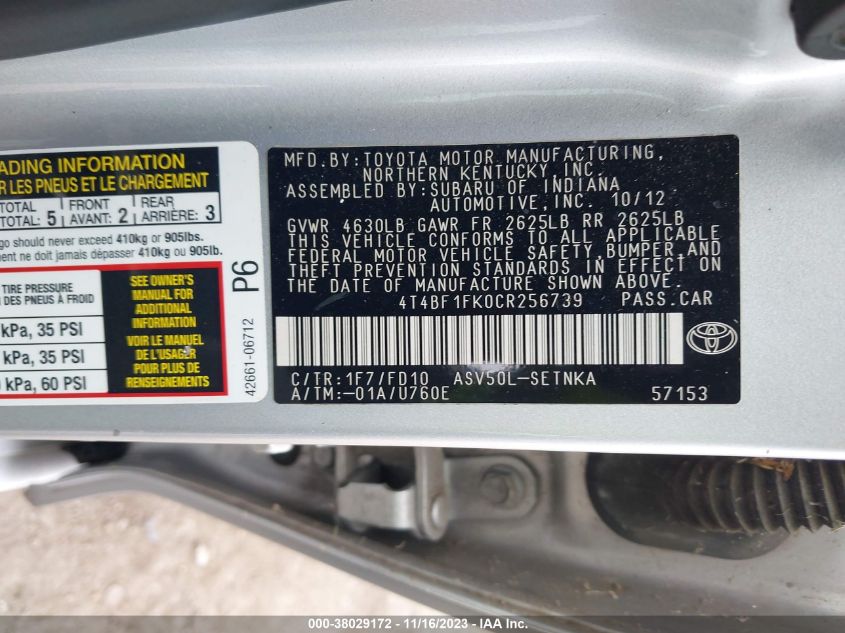 ADING INFORMATION
R LES PNEUS ET LE CHARGEMENT
TOTAL
TOTAL: 5
FRONT
AVANT: 2
REAR
ARRIÈRE: 3
go should never exceed 410kg or 905lbs.
ment ne doit jamais dépasser 410kg ou 905lb.
TIRE PRESSURE
DES PNEUS À FROID
kPa, 35 PSI
kPa, 35 PSI
kPa, 60 PSI
SEE OWNER'S
MANUAL FOR
ADDITIONAL
INFORMATION
VOIR LE MANUEL
DE L'USAGER
POUR PLUS DE
RENSEIGNEMENTS
P6
42661-06712
MFD.BY:TOYOTA MOTOR MANUFACTURING,
NORTHERN KENTUCKY, INC.
ASSEMBLED BY:SUBARU OF INDIANA
AUTOMOTIVE, INC. 10/12
GVWR 4630LB GAWR FR 2625LB RR 2625LB
THIS VEHICLE CONFORMS TO ALL APPLICABLE
FEDERAL MOTOR VEHICLE SAFETY, BUMPER, AND
THEFT PREVENTION STANDARDS IN EFFECT ON
THE DATE OF MANUFACTURE SHOWN ABOVE.
4T4BF1FK0CR256739 PASS.CAR
C/TR:1F7/FD10 ASV50L-SETNKA
A/TM:-01A/U760E 57153
000-38029172 - 11/16/2023 - IAA Inc.